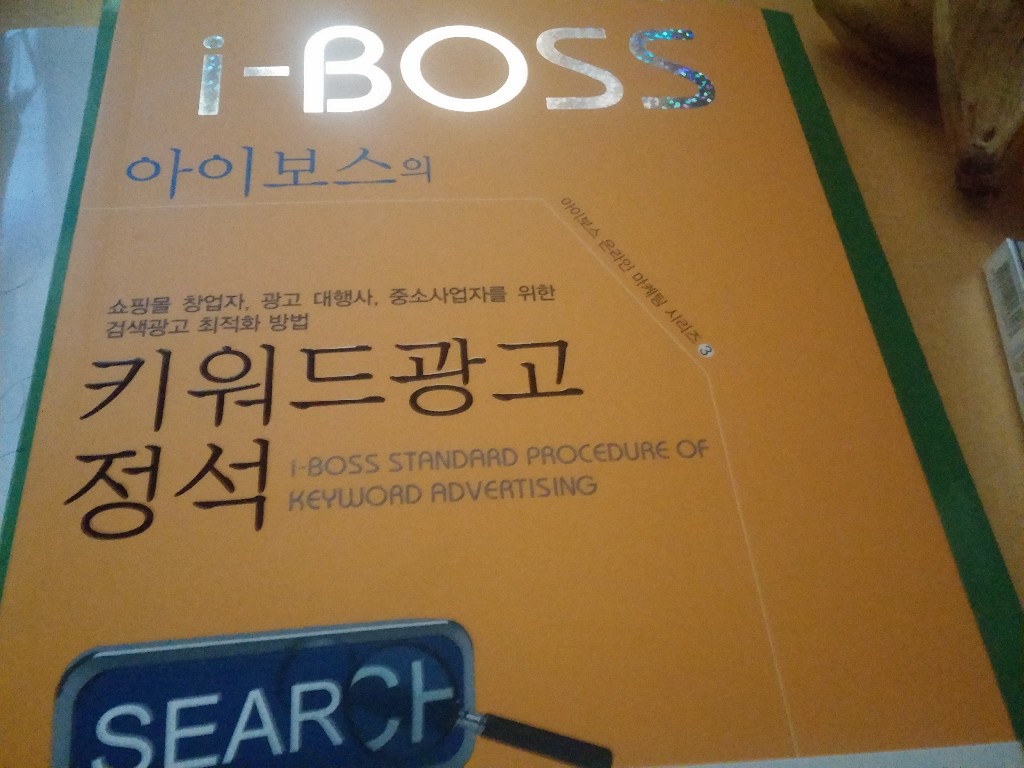 i-BOSS
아이보스의
아이보스 온라인 마케팅 시리즈 3
쇼핑몰 창업자, 광고 대행사, 중소사업자를 위한
검색광고 최적화 방법
키워드광고
정석
i-BOSS STANDARD PROCEDURE OF
KEYWORD ADVERTISING
SEARCH